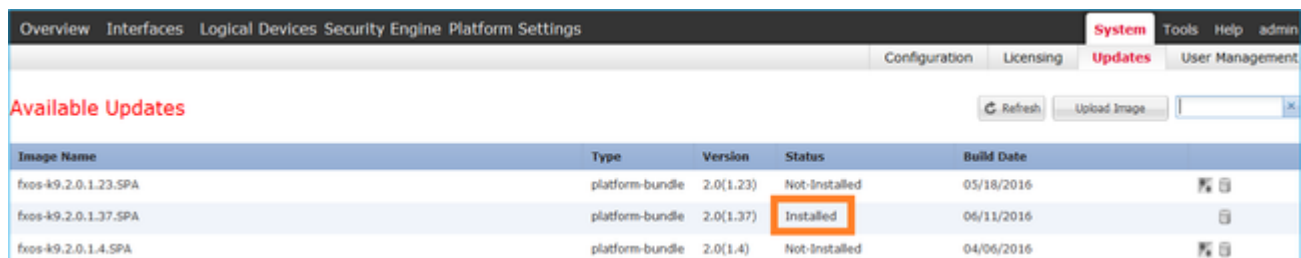 Overview Interfaces Logical Devices Security Engine Platform Settings System Tools Help admin
Configuration Licensing Updates User Management
Available Updates Refresh Upload Image
Image Name Type Version Status Build Date
fxos-k9.2.0.1.23.SPA platform-bundle 2.0(1.23) Not-Installed 05/18/2016
fxos-k9.2.0.1.37.SPA platform-bundle 2.0(1.37) Installed 06/11/2016
fxos-k9.2.0.1.4.SPA platform-bundle 2.0(1.4) Not-Installed 04/06/2016